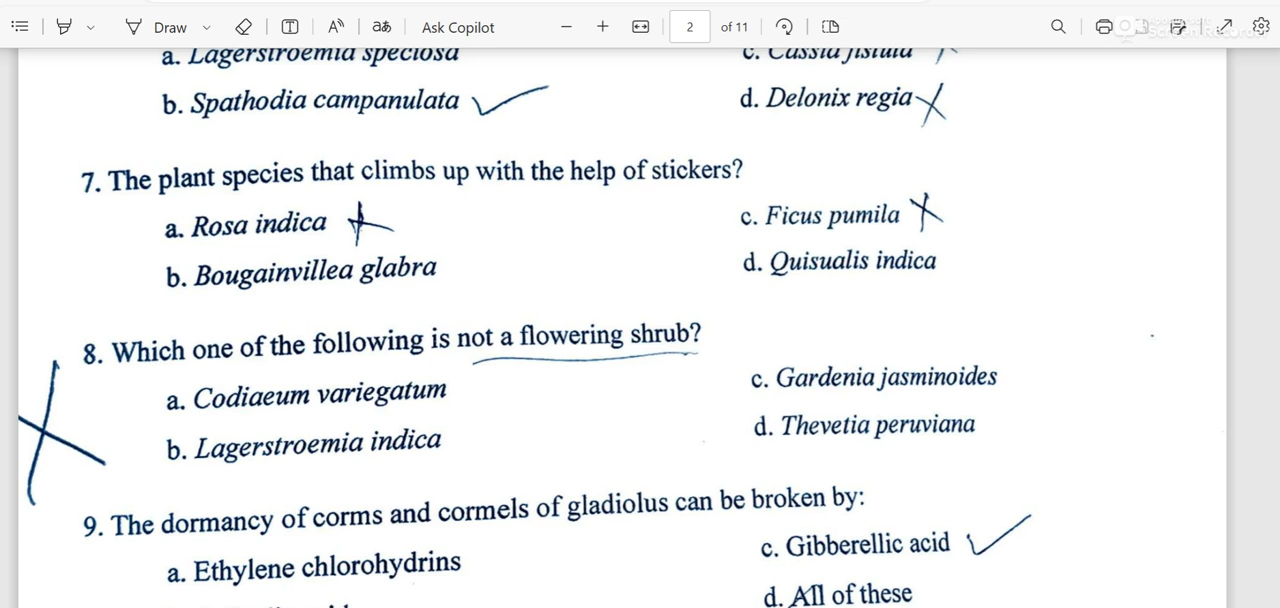 Draw
Ask Copilot
2 of 11
a. Lagerstroemia speciosa
c. Cassia fistula
b. Spathodia campanulata
d. Delonix regia
7. The plant species that climbs up with the help of stickers?
a. Rosa indica
c. Ficus pumila
b. Bougainvillea glabra
d. Quisualis indica
8. Which one of the following is not a flowering shrub?
a. Codiaeum variegatum
c. Gardenia jasminoides
b. Lagerstroemia indica
d. Thevetia peruviana
9. The dormancy of corms and cormels of gladiolus can be broken by:
a. Ethylene chlorohydrins
c. Gibberellic acid
d. All of these